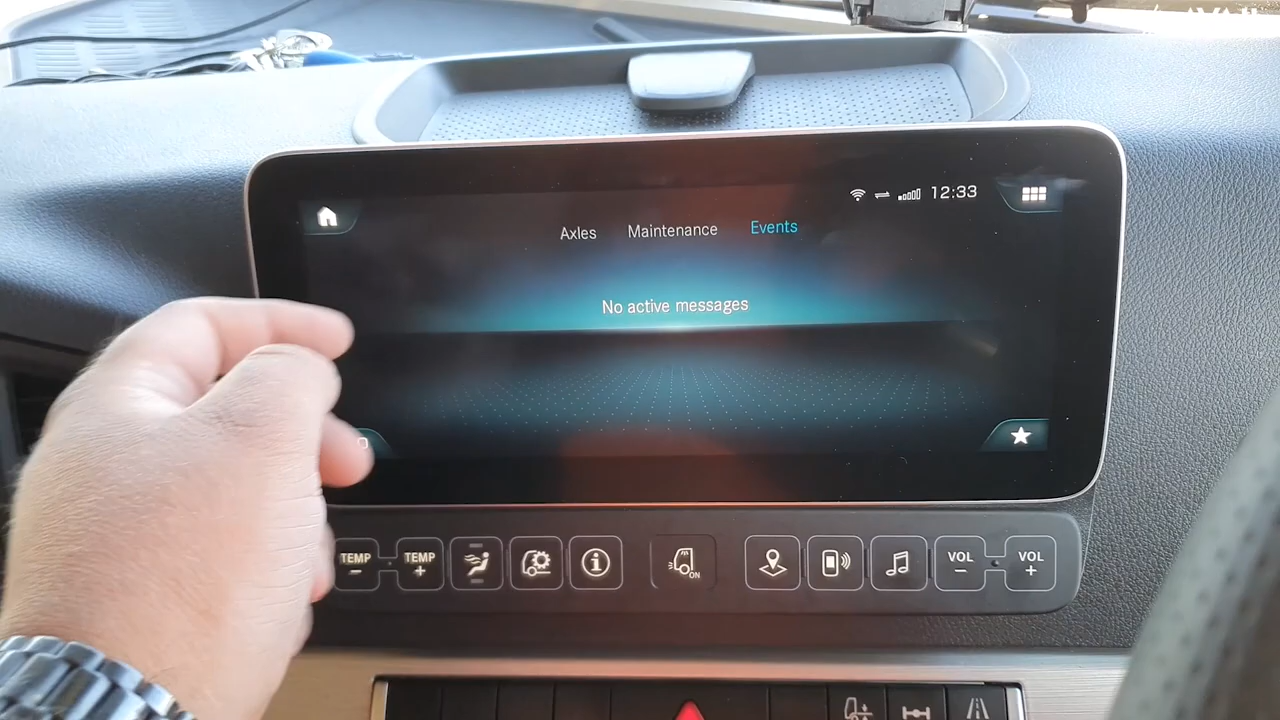 12:33
Axles Maintenance Events
No active messages
TEMP - TEMP + ON VOL - VOL +